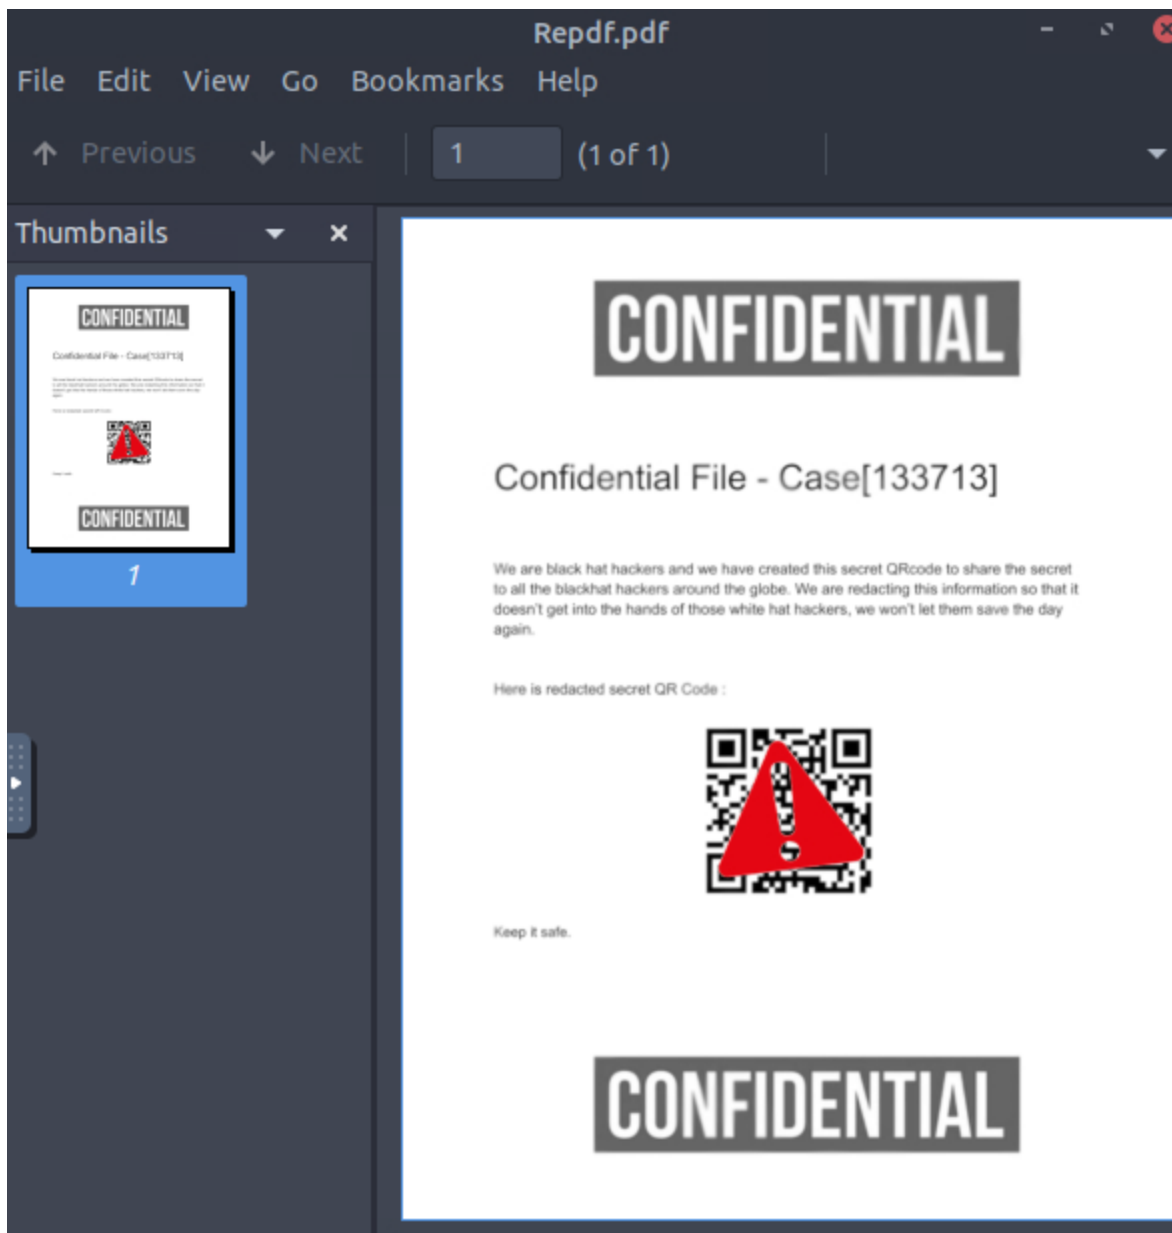 Repdf.pdf
File Edit View Go Bookmarks Help
Previous Next 1 (1 of 1)
Thumbnails
CONFIDENTIAL
Confidential File - Case[133713]
CONFIDENTIAL
1
CONFIDENTIAL
Confidential File - Case[133713]
We are black hat hackers and we have created this secret QRcode to share the secret
to all the blackhat hackers around the globe. We are redacting this information so that it
doesn't get into the hands of those white hat hackers, we won't let them save the day
again.
Here is redacted secret QR Code :
Keep it safe.
CONFIDENTIAL